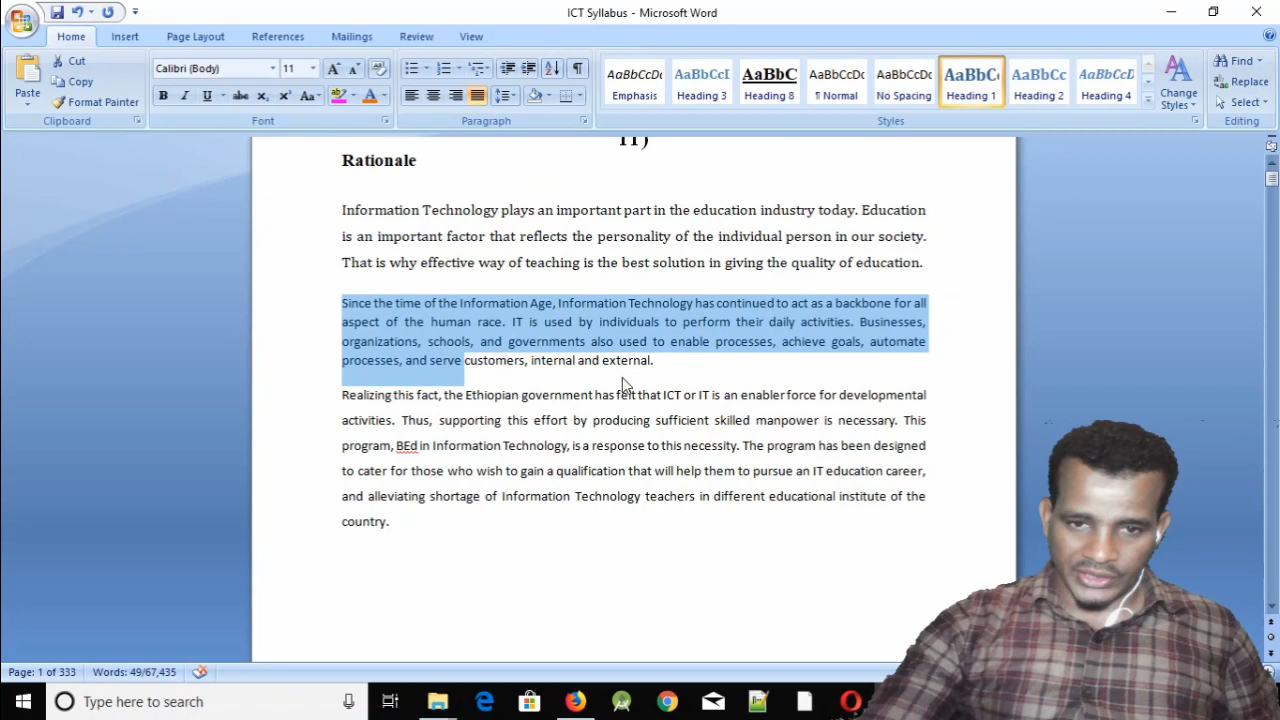 ICT Syllabus - Microsoft Word
Home Insert Page Layout References Mailings Review View
Paste
Cut
Copy
Format Painter
Clipboard
Calibri (Body) 11
Font
Paragraph
AaBbCcDc AaBbCcI AaBbC AaBbCcDc AaBbCcDc AaBbCc AaBbCc AaBbCcD
Emphasis Heading 3 Heading 8 ¶ Normal No Spacing Heading 1 Heading 2 Heading 4
Change Styles
Styles
Find
Replace
Select
Editing
IT)
Rationale
Information Technology plays an important part in the education industry today. Education
is an important factor that reflects the personality of the individual person in our society.
That is why effective way of teaching is the best solution in giving the quality of education.
Since the time of the Information Age, Information Technology has continued to act as a backbone for all
aspect of the human race. IT is used by individuals to perform their daily activities. Businesses,
organizations, schools, and governments also used to enable processes, achieve goals, automate
processes, and serve customers, internal and external.
Realizing this fact, the Ethiopian government has felt that ICT or IT is an enabler force for developmental
activities. Thus, supporting this effort by producing sufficient skilled manpower is necessary. This
program, BEd in Information Technology, is a response to this necessity. The program has been designed
to cater for those who wish to gain a qualification that will help them to pursue an IT education career,
and alleviating shortage of Information Technology teachers in different educational institute of the
country.
Page: 1 of 333 Words: 49/67,435
Type here to search